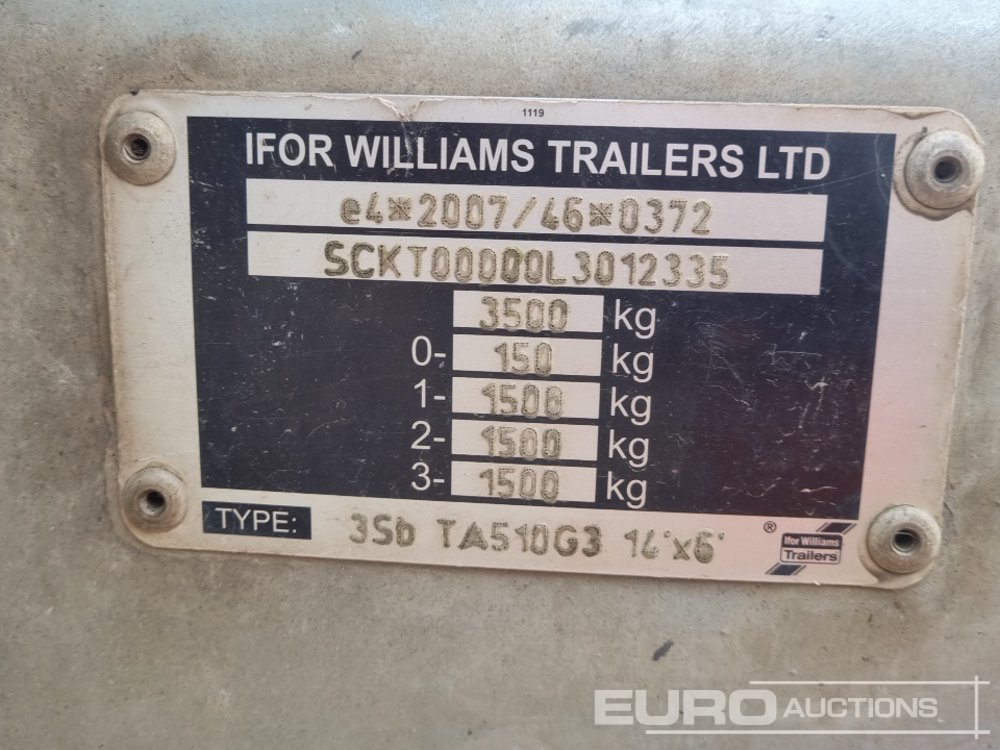 1119
IFOR WILLIAMS TRAILERS LTD
e4*2007/46*0372
SCKT00000L3012335
3500 kg
0- 150 kg
1- 1500 kg
2- 1500 kg
3- 1500 kg
TYPE: 3Sb TA510G3 14'x6'
®
Ifor Williams
Trailers
EURO AUCTIONS